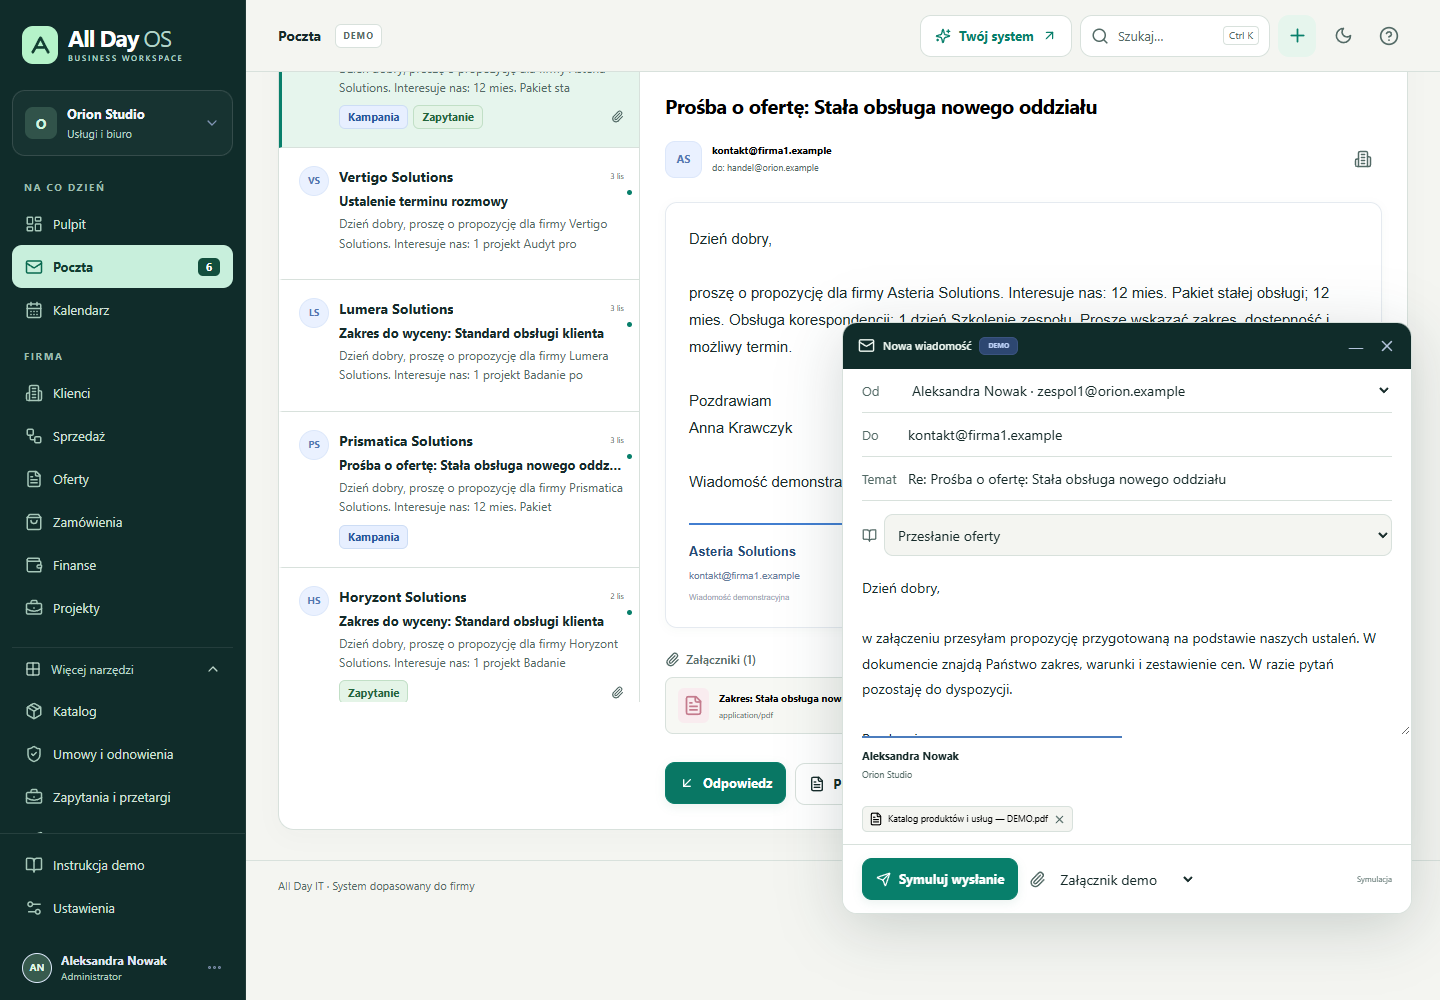 All Day OS
BUSINESS WORKSPACE
O
Orion Studio
Usługi i biuro
NA CO DZIEŃ
Pulpit
Poczta
6
Kalendarz
FIRMA
Klienci
Sprzedaż
Oferty
Zamówienia
Finanse
Projekty
Więcej narzędzi
Katalog
Umowy i odnowienia
Zapytania i przetargi
Instrukcja demo
Ustawienia
AN
Aleksandra Nowak
Administrator
Poczta
DEMO
Twój system
Szukaj...
Ctrl K
Solutions. Interesuje nas: 12 mies. Pakiet sta
Kampania
Zapytanie
VS
Vertigo Solutions
3 lis
Ustalenie terminu rozmowy
Dzień dobry, proszę o propozycję dla firmy Vertigo
Solutions. Interesuje nas: 1 projekt Audyt pro
LS
Lumera Solutions
3 lis
Zakres do wyceny: Standard obsługi klienta
Dzień dobry, proszę o propozycję dla firmy Lumera
Solutions. Interesuje nas: 1 projekt Badanie po
PS
Prismatica Solutions
3 lis
Prośba o ofertę: Stała obsługa nowego oddz...
Dzień dobry, proszę o propozycję dla firmy Prismatica
Solutions. Interesuje nas: 12 mies. Pakiet
Kampania
HS
Horyzont Solutions
2 lis
Zakres do wyceny: Standard obsługi klienta
Dzień dobry, proszę o propozycję dla firmy Horyzont
Solutions. Interesuje nas: 1 projekt Badanie
Zapytanie
Prośba o ofertę: Stała obsługa nowego oddziału
AS
kontakt@firma1.example
do: handel@orion.example
Dzień dobry,
proszę o propozycję dla firmy Asteria Solutions. Interesuje nas: 12 mies. Pakiet stałej obsługi; 12
mies. Obsługa korespondencji; 1 dzień Szkolenie zespołu. Proszę wskazać zakres, dostępność i
możliwy termin.
Pozdrawiam
Anna Krawczyk
Wiadomość demonstra
Asteria Solutions
kontakt@firma1.example
Wiadomość demonstracyjna
Załączniki (1)
Zakres: Stała obsługa now
application/pdf
Odpowiedz
P
Nowa wiadomość
DEMO
Od
Aleksandra Nowak · zespol1@orion.example
Do
kontakt@firma1.example
Temat
Re: Prośba o ofertę: Stała obsługa nowego oddziału
Przesłanie oferty
Dzień dobry,
w załączeniu przesyłam propozycję przygotowaną na podstawie naszych ustaleń. W
dokumencie znajdą Państwo zakres, warunki i zestawienie cen. W razie pytań
pozostaję do dyspozycji.
Aleksandra Nowak
Orion Studio
Katalog produktów i usług — DEMO.pdf
Symuluj wysłanie
Załącznik demo
Symulacja
All Day IT · System dopasowany do firmy